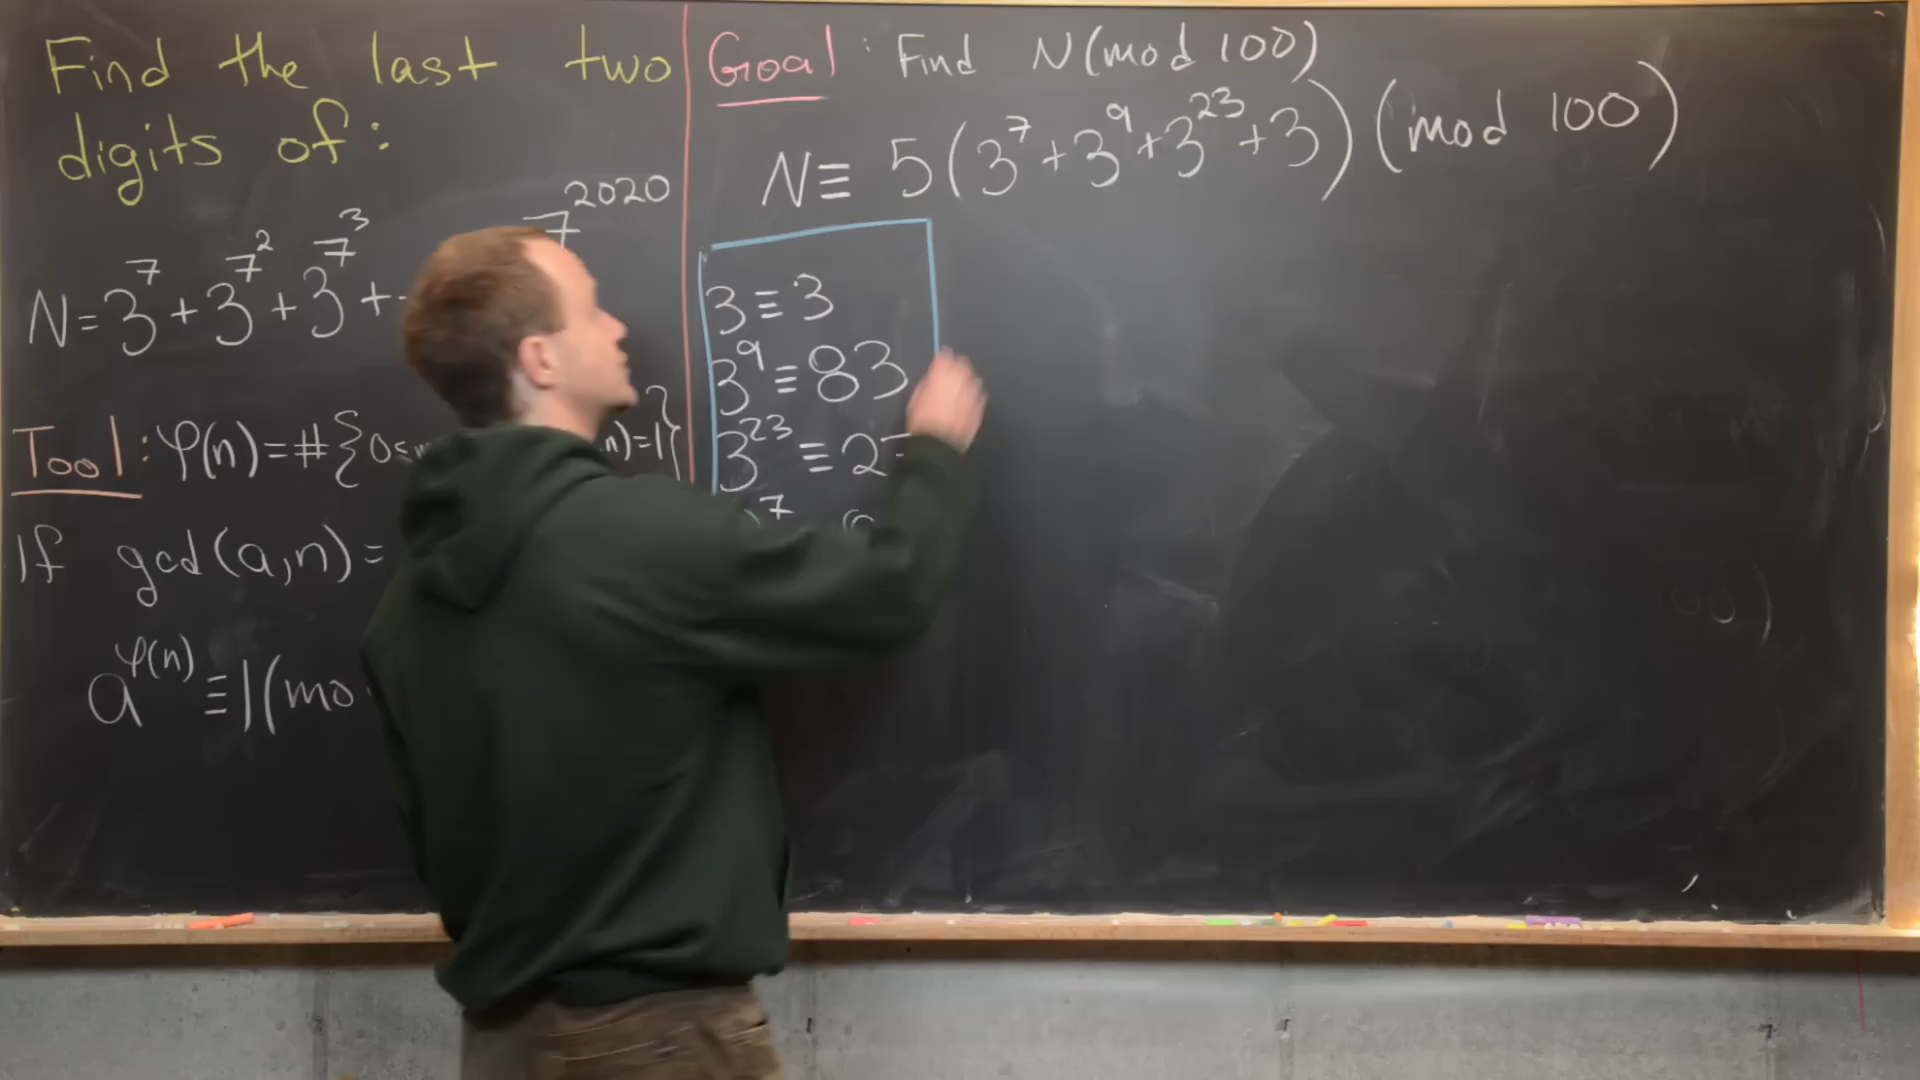 Find the last two
digits of:
N=3^7+3^7^2+3^7^3+ 7^2020
Tool: φ(n)=#{0≤ n)=1}
If gcd(a,n)=
a^φ(n)≡1(mo
Goal: Find N(mod 100)
N≡ 5(3^7+3^9+3^23+3)(mod 100)
3≡3
3^9≡83
3^23≡27
7